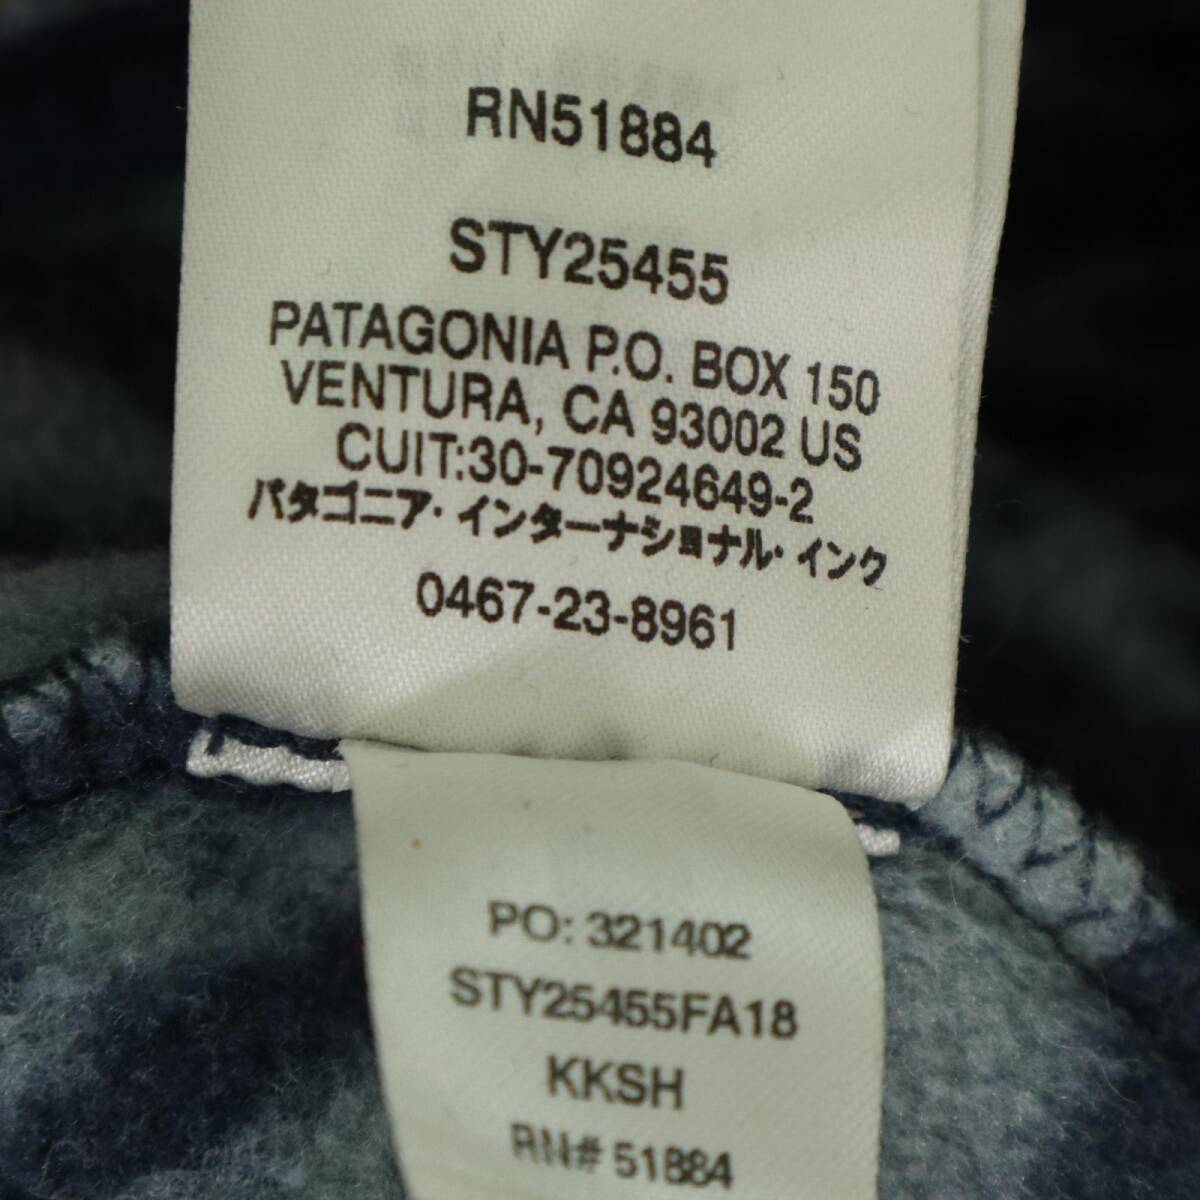 RN51884
STY25455
PATAGONIA P.O. BOX 150
VENTURA, CA 93002 US
CUIT:30-70924649-2
パタゴニア・インターナショナル・インク
0467-23-8961
PO: 321402
STY25455FA18
KKSH
RN# 51884